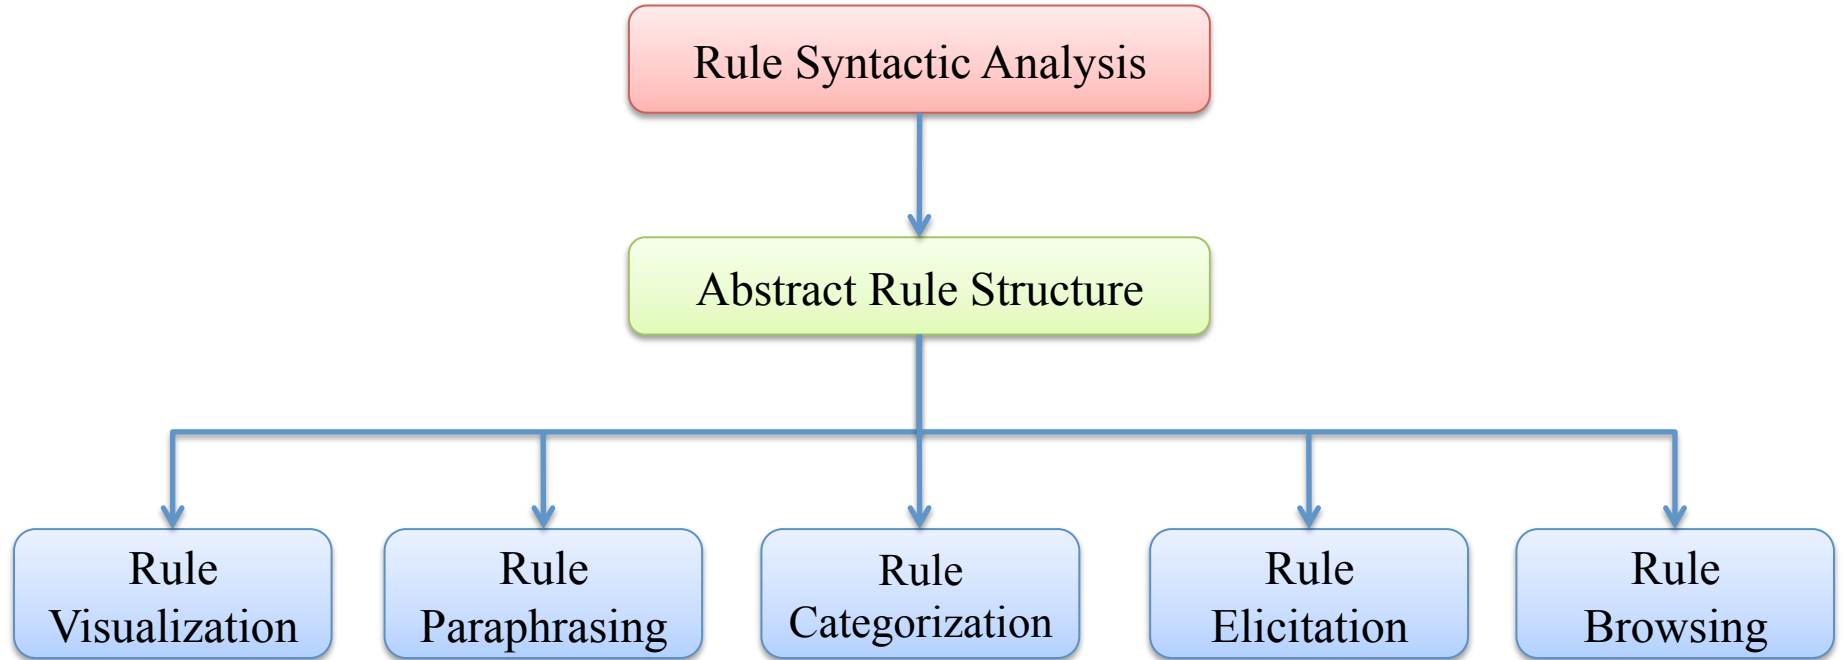 Rule Syntactic Analysis
Abstract Rule Structure
Rule
Visualization
Rule
Paraphrasing
Rule
Categorization
Rule
Elicitation
Rule
Browsing